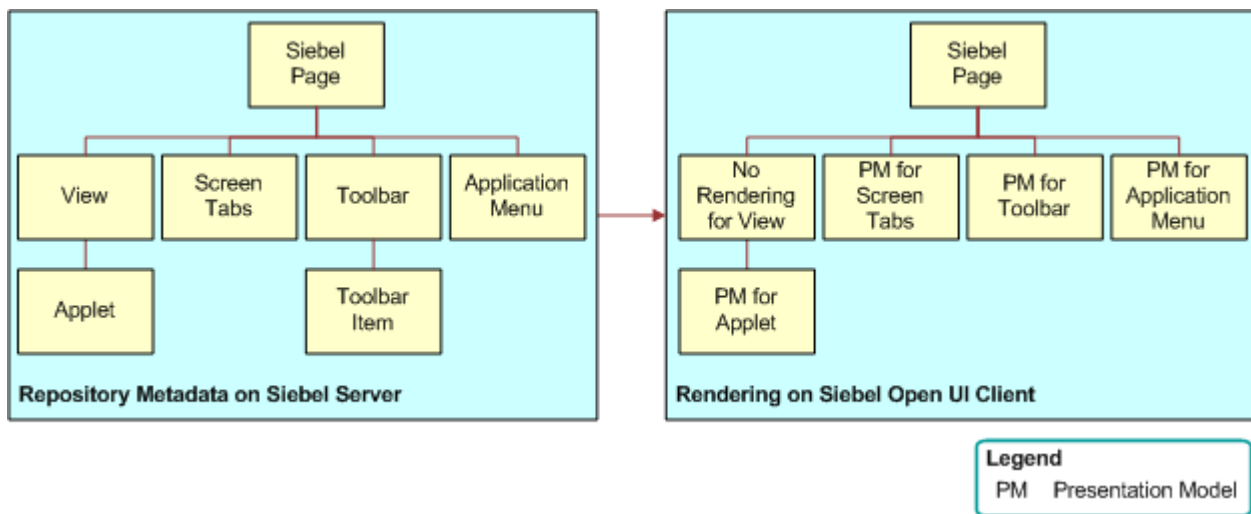 Siebel
Page
View
Screen
Tabs
Toolbar
Application
Menu
Applet
Toolbar
Item
Repository Metadata on Siebel Server
Siebel
Page
No
Rendering
for View
PM for
Screen
Tabs
PM for
Toolbar
PM for
Application
Menu
PM for
Applet
Rendering on Siebel Open UI Client
Legend
PM Presentation Model